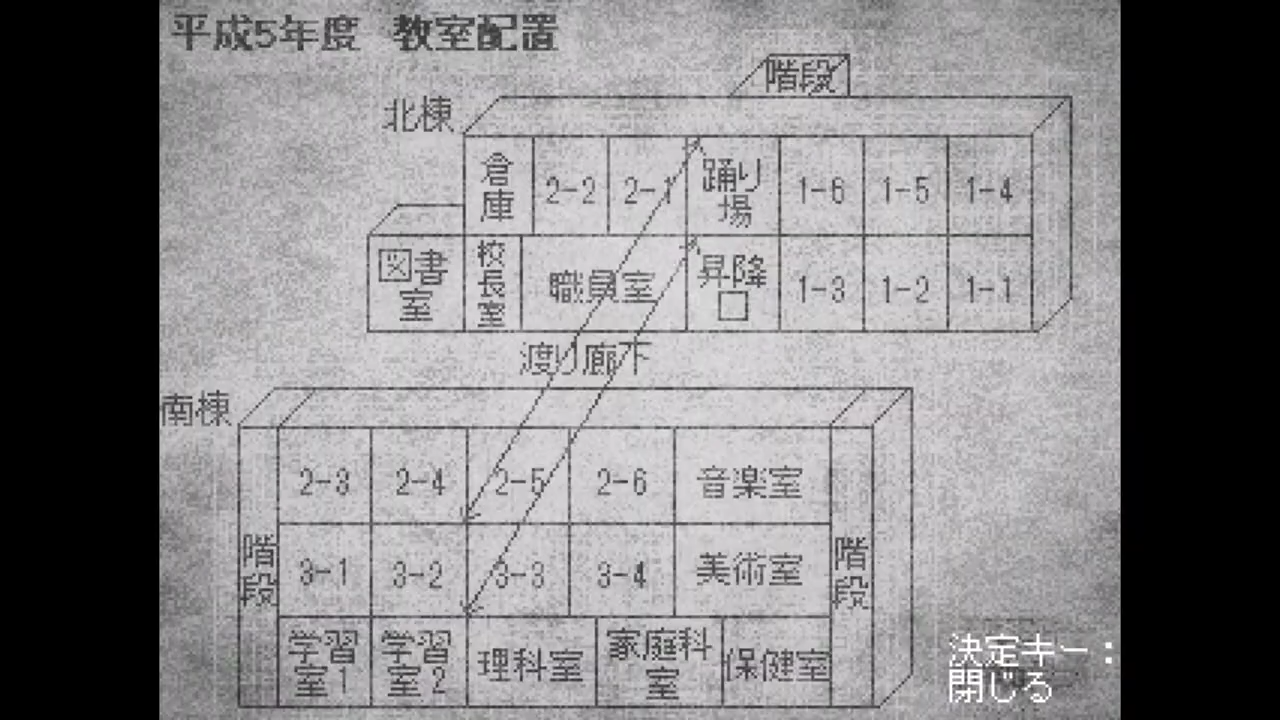 平成5年度 教室配置
階段
北棟
倉庫
2-2
2-1
踊り場
1-6
1-5
1-4
図書室
校長室
職員室
昇降口
1-3
1-2
1-1
渡り廊下
南棟
階段
2-3
2-4
2-5
2-6
音楽室
階段
3-1
3-2
3-3
3-4
美術室
学習室1
学習室2
理科室
家庭科室
保健室
決定キー：
閉じる